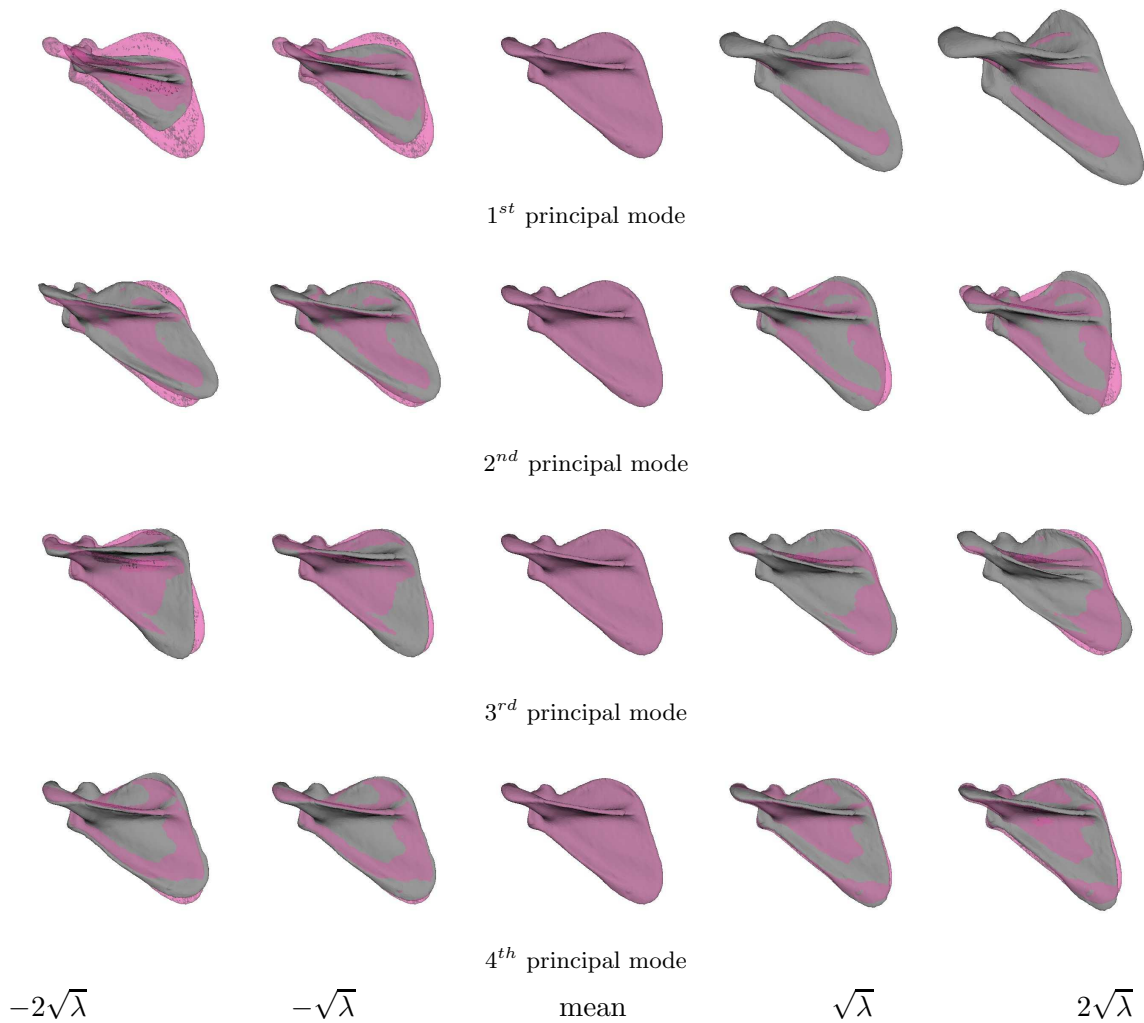 1st principal mode
2nd principal mode
3rd principal mode
4th principal mode
−2√λ −√λ mean √λ 2√λ